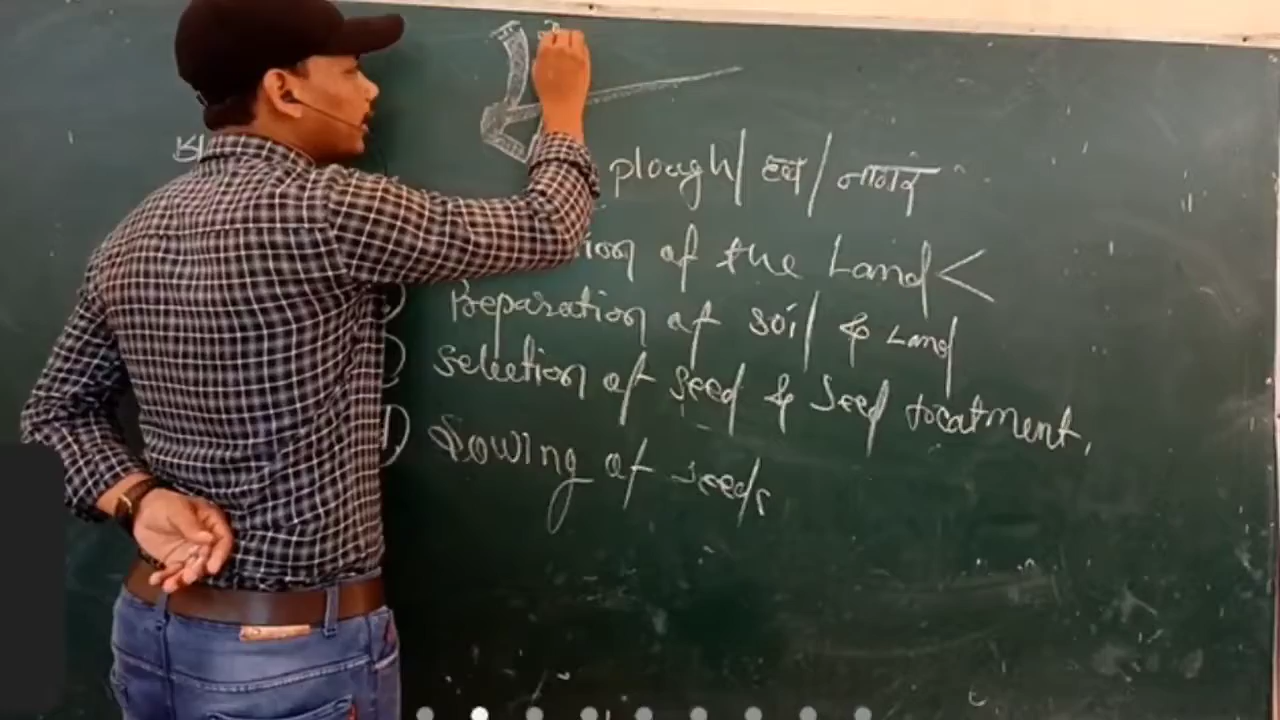 plough/ हल / नागर
of the Land <
Preparation of soil & Land
Selection of seed & Seed treatment,
Sowing of seeds